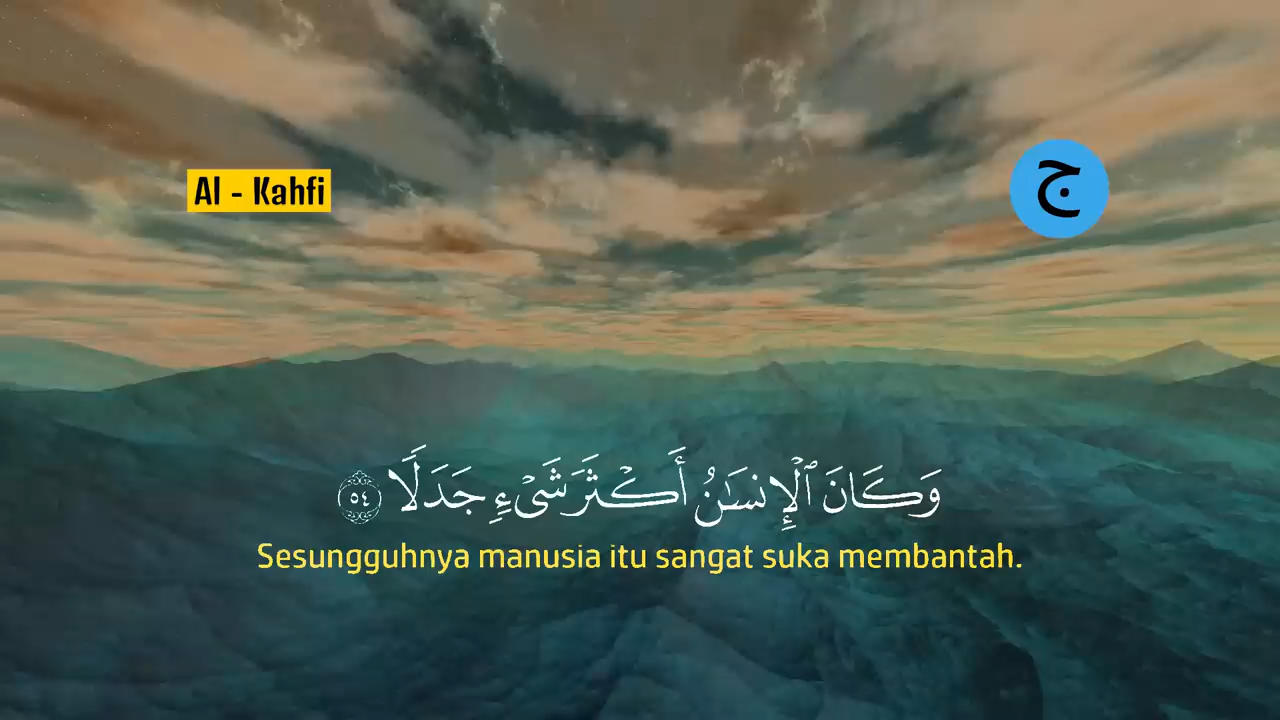 Al - Kahfi
ج
وَكَانَ ٱلْإِنسَـٰنُ أَكْثَرَ شَىْءٍ جَدَلًا ٥٤
Sesungguhnya manusia itu sangat suka membantah.